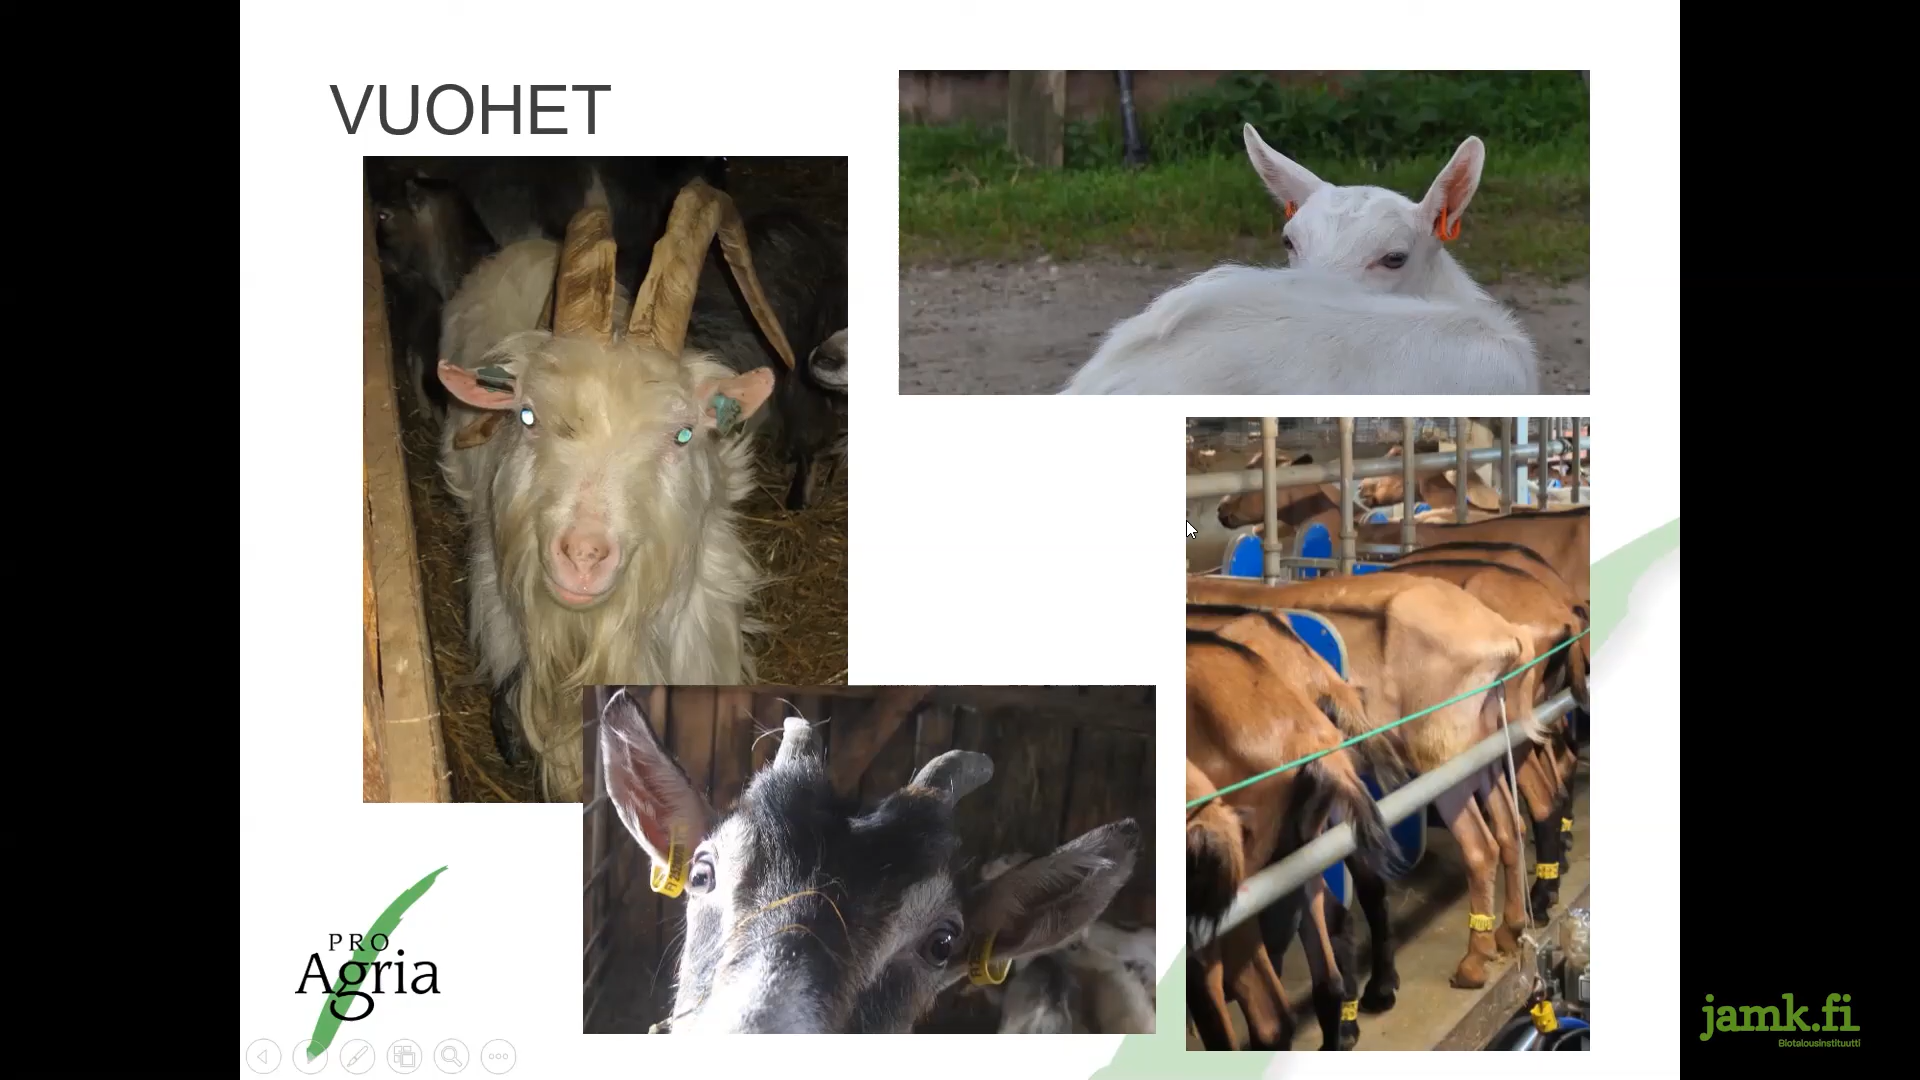 VUOHET
PRO
Agria
jamk.fi
Biotalousinstituutti